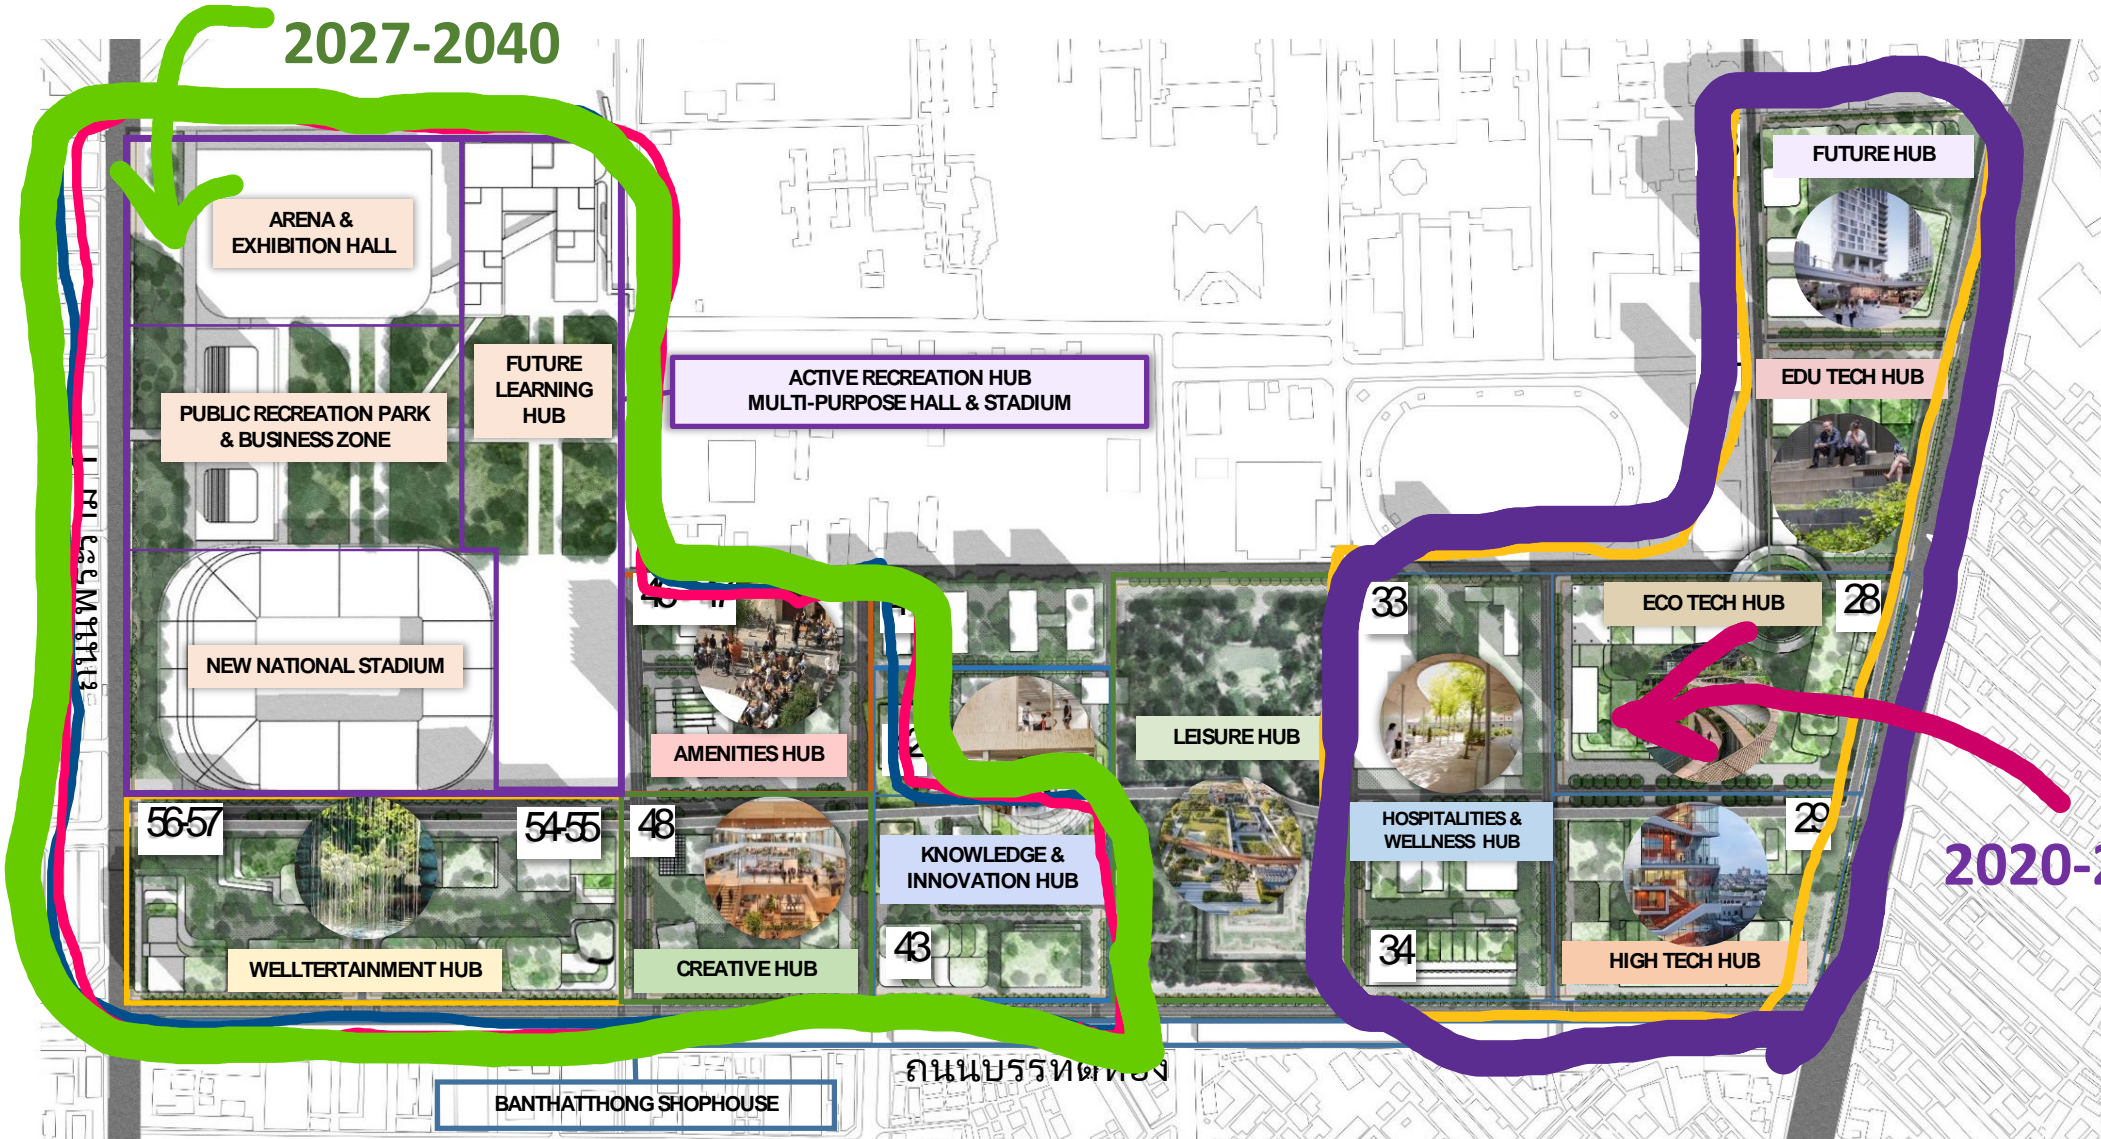 2027-2040
FUTURE HUB
ARENA &
EXHIBITION HALL
FUTURE
LEARNING
HUB
ACTIVE RECREATION HUB
MULTI-PURPOSE HALL & STADIUM
EDU TECH HUB
PUBLIC RECREATION PARK
& BUSINESS ZONE
33
ECO TECH HUB
28
NEW NATIONAL STADIUM
AMENITIES HUB
LEISURE HUB
56-57
54-55
48
HOSPITALITIES &
WELLNESS HUB
29
KNOWLEDGE &
INNOVATION HUB
2020-2
43
34
WELLTERTAINMENT HUB
CREATIVE HUB
HIGH TECH HUB
BANTHATTHONG SHOPHOUSE